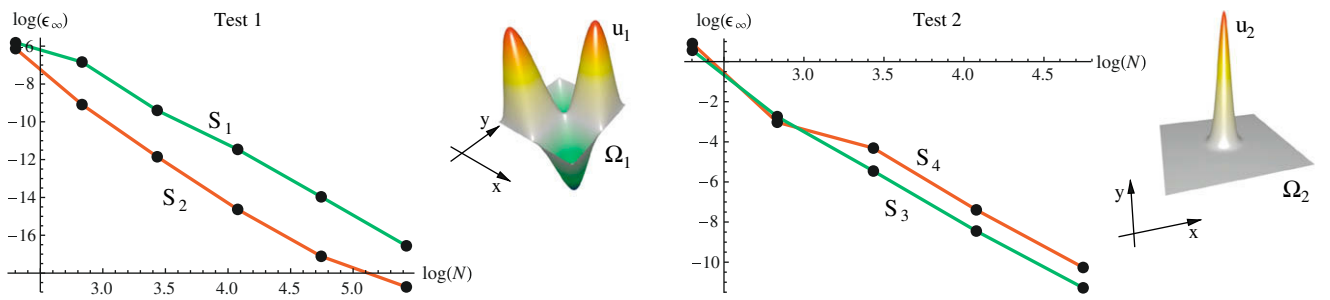 log(ϵ∞)
Test 1
−6
−8
−10
−12
−14
−16
S1
S2
3.0 3.5 4.0 4.5 5.0
log(N)
u1
Ω1
y
x
log(ϵ∞)
Test 2
3.0 3.5 4.0 4.5
log(N)
−2
−4
−6
−8
−10
S4
S3
u2
Ω2
y
x